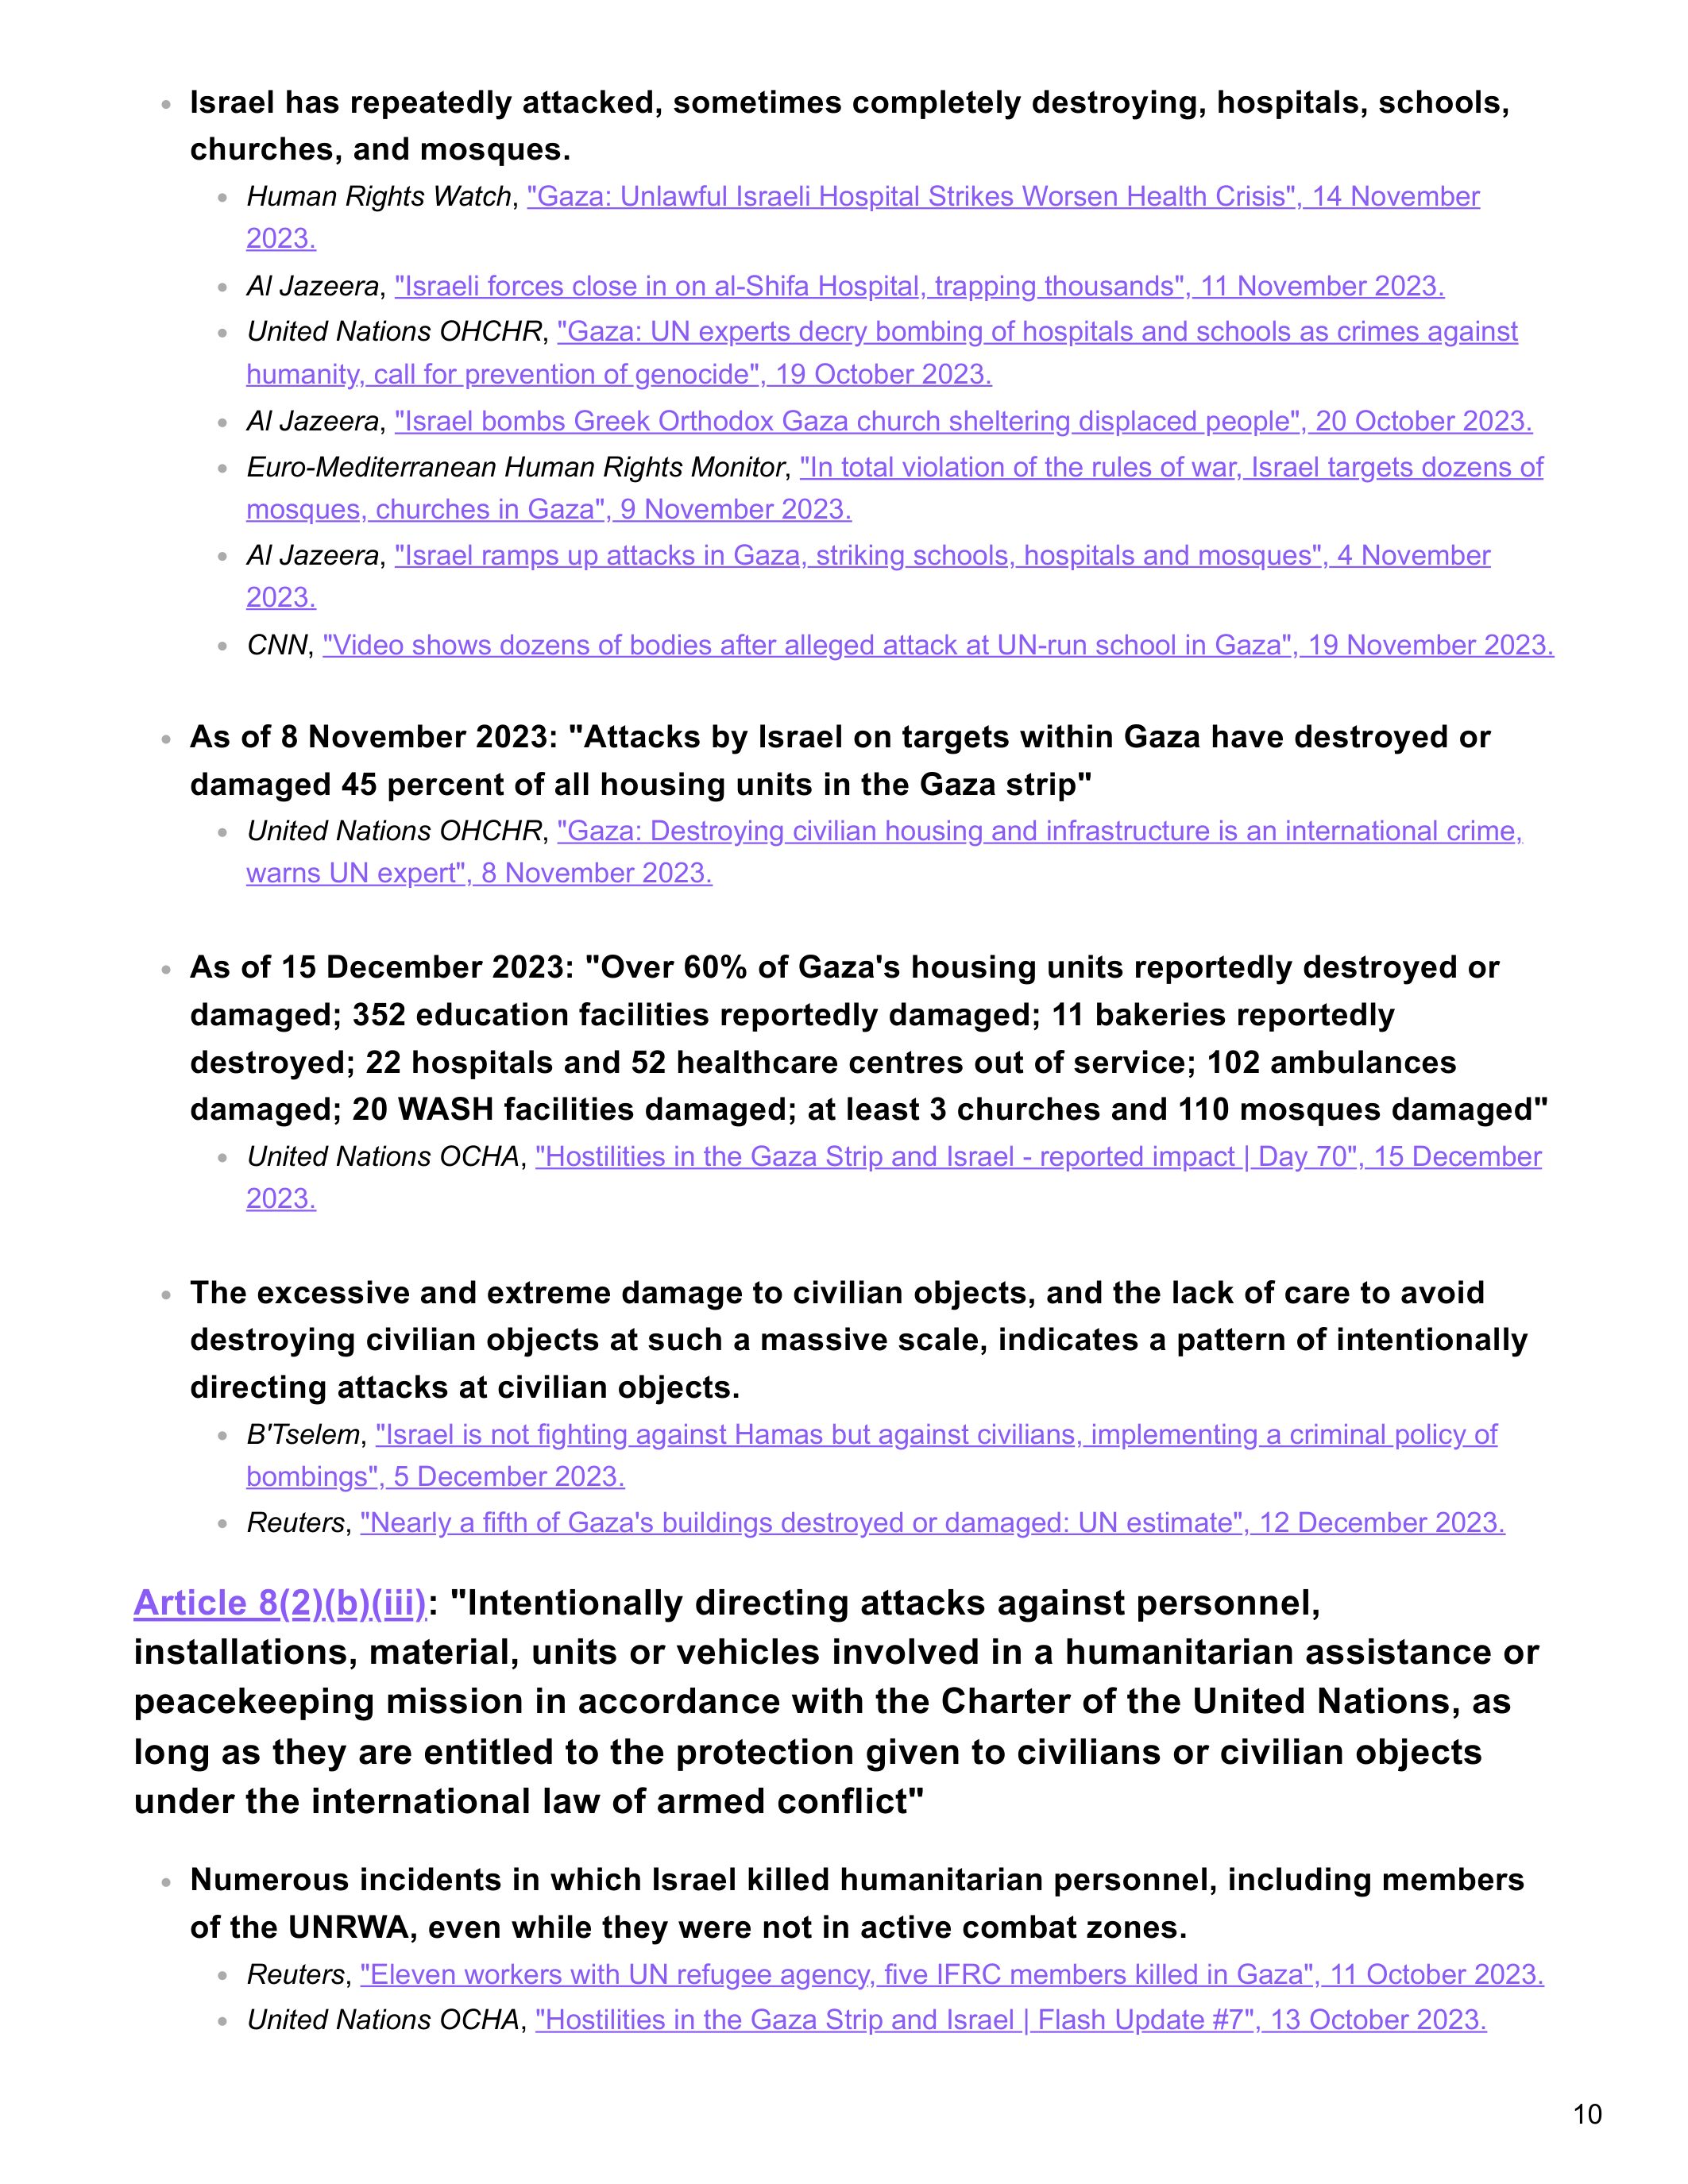 Israel has repeatedly attacked, sometimes completely destroying, hospitals, schools,
churches, and mosques.
Human Rights Watch, "Gaza: Unlawful Israeli Hospital Strikes Worsen Health Crisis", 14 November
2023.
Al Jazeera, "Israeli forces close in on al-Shifa Hospital, trapping thousands", 11 November 2023.
United Nations OHCHR, "Gaza: UN experts decry bombing of hospitals and schools as crimes against
humanity, call for prevention of genocide", 19 October 2023.
Al Jazeera, "Israel bombs Greek Orthodox Gaza church sheltering displaced people", 20 October 2023.
Euro-Mediterranean Human Rights Monitor, "In total violation of the rules of war, Israel targets dozens of
mosques, churches in Gaza", 9 November 2023.
Al Jazeera, "Israel ramps up attacks in Gaza, striking schools, hospitals and mosques", 4 November
2023.
CNN, "Video shows dozens of bodies after alleged attack at UN-run school in Gaza", 19 November 2023.
As of 8 November 2023: "Attacks by Israel on targets within Gaza have destroyed or
damaged 45 percent of all housing units in the Gaza strip"
United Nations OHCHR, "Gaza: Destroying civilian housing and infrastructure is an international crime,
warns UN expert", 8 November 2023.
As of 15 December 2023: "Over 60% of Gaza's housing units reportedly destroyed or
damaged; 352 education facilities reportedly damaged; 11 bakeries reportedly
destroyed; 22 hospitals and 52 healthcare centres out of service; 102 ambulances
damaged; 20 WASH facilities damaged; at least 3 churches and 110 mosques damaged"
United Nations OCHA, "Hostilities in the Gaza Strip and Israel - reported impact | Day 70", 15 December
2023.
The excessive and extreme damage to civilian objects, and the lack of care to avoid
destroying civilian objects at such a massive scale, indicates a pattern of intentionally
directing attacks at civilian objects.
B'Tselem, "Israel is not fighting against Hamas but against civilians, implementing a criminal policy of
bombings", 5 December 2023.
Reuters, "Nearly a fifth of Gaza's buildings destroyed or damaged: UN estimate", 12 December 2023.
Article 8(2)(b)(iii): "Intentionally directing attacks against personnel,
installations, material, units or vehicles involved in a humanitarian assistance or
peacekeeping mission in accordance with the Charter of the United Nations, as
long as they are entitled to the protection given to civilians or civilian objects
under the international law of armed conflict"
Numerous incidents in which Israel killed humanitarian personnel, including members
of the UNRWA, even while they were not in active combat zones.
Reuters, "Eleven workers with UN refugee agency, five IFRC members killed in Gaza", 11 October 2023.
United Nations OCHA, "Hostilities in the Gaza Strip and Israel | Flash Update #7", 13 October 2023.
10